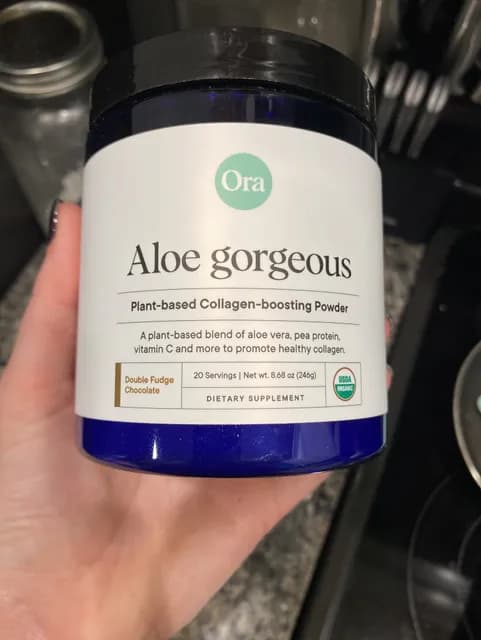 Ora
Aloe gorgeous
Plant-based Collagen-boosting Powder
A plant-based blend of aloe vera, pea protein,
vitamin C and more to promote healthy collagen.
Double Fudge
Chocolate
20 Servings | Net wt. 8.68 oz (246g)
DIETARY SUPPLEMENT
USDA
ORGANIC